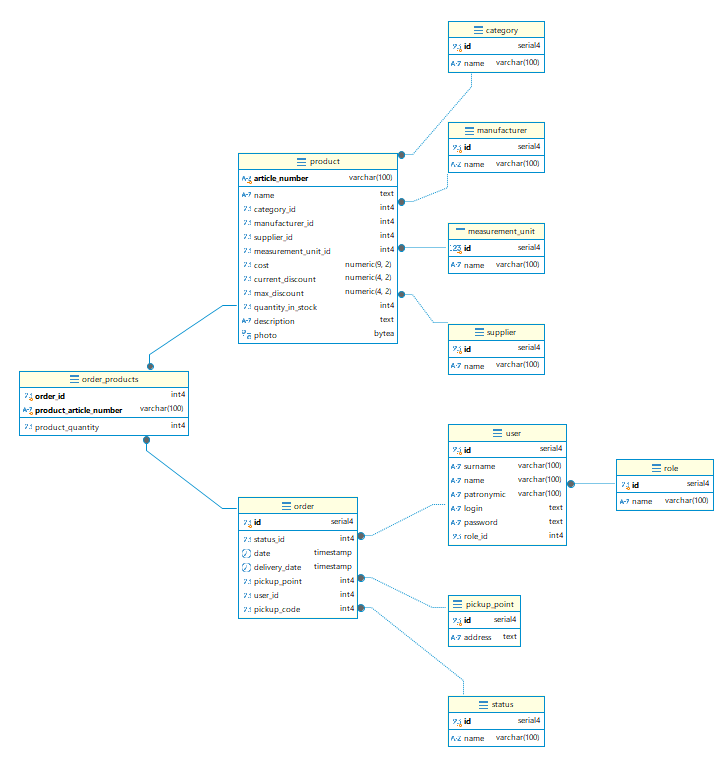 category
id serial4
name varchar(100)
manufacturer
id serial4
name varchar(100)
product
article_number varchar(100)
name text
category_id int4
manufacturer_id int4
supplier_id int4
measurement_unit_id int4
cost numeric(9, 2)
current_discount numeric(4, 2)
max_discount numeric(4, 2)
quantity_in_stock int4
description text
photo bytea
measurement_unit
id serial4
name varchar(100)
supplier
id serial4
name varchar(100)
order_products
order_id int4
product_article_number varchar(100)
product_quantity int4
user
id serial4
surname varchar(100)
name varchar(100)
patronymic varchar(100)
login text
password text
role_id int4
role
id serial4
name varchar(100)
order
id serial4
status_id int4
date timestamp
delivery_date timestamp
pickup_point int4
user_id int4
pickup_code int4
pickup_point
id serial4
address text
status
id serial4
name varchar(100)